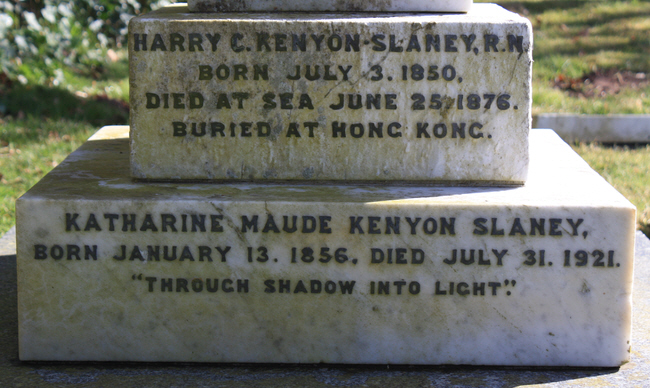 HARRY C. KENYON-SLANEY, R.N.
BORN JULY 3. 1850.
DIED AT SEA JUNE 25. 1876.
BURIED AT HONG KONG.
KATHARINE MAUDE KENYON SLANEY,
BORN JANUARY 13. 1856. DIED JULY 31. 1921.
"THROUGH SHADOW INTO LIGHT".